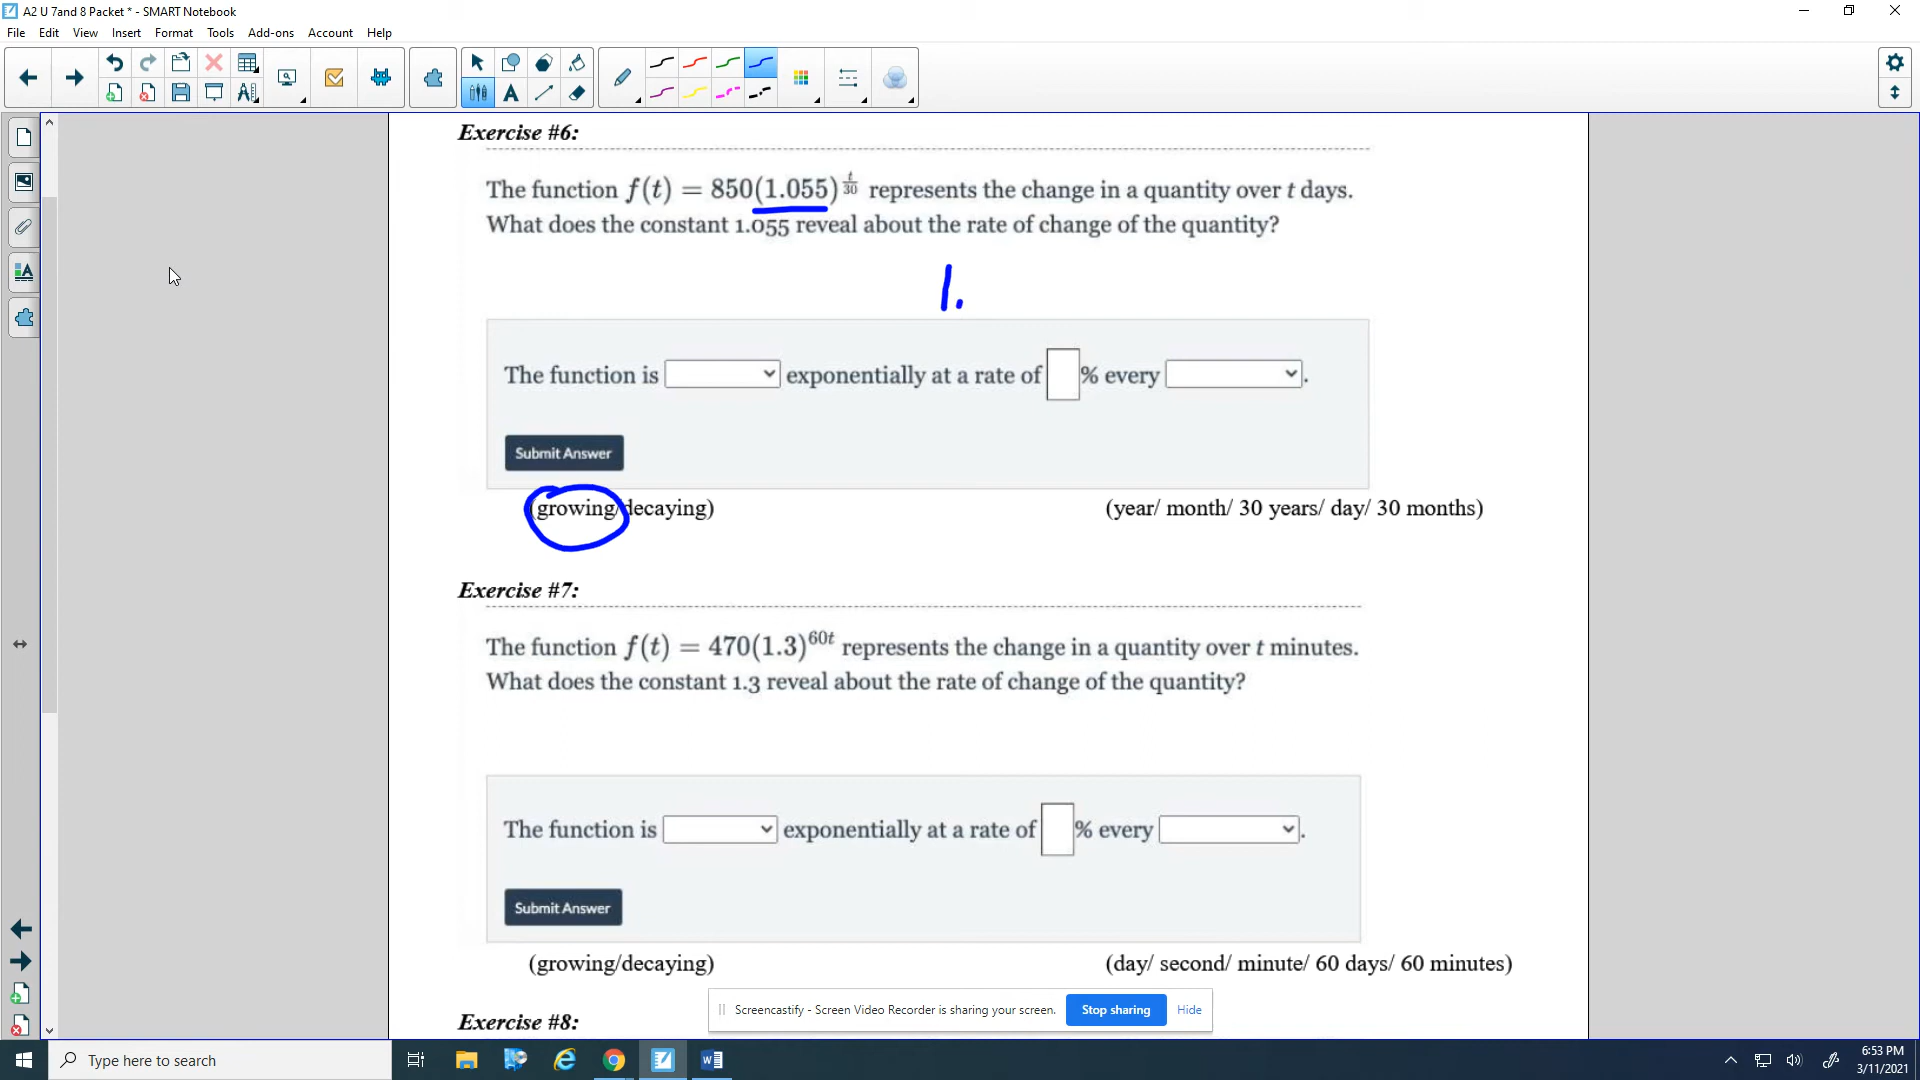 A2 U 7and 8 Packet * - SMART Notebook
File Edit View Insert Format Tools Add-ons Account Help
Exercise #6:
The function f(t) = 850(1.055)^(t/30) represents the change in a quantity over t days.
What does the constant 1.055 reveal about the rate of change of the quantity?
1.
The function is exponentially at a rate of % every .
Submit Answer
(growing/decaying) (year/ month/ 30 years/ day/ 30 months)
Exercise #7:
The function f(t) = 470(1.3)^(60t) represents the change in a quantity over t minutes.
What does the constant 1.3 reveal about the rate of change of the quantity?
The function is exponentially at a rate of % every .
Submit Answer
(growing/decaying) (day/ second/ minute/ 60 days/ 60 minutes)
Screencastify - Screen Video Recorder is sharing your screen. Stop sharing Hide
Exercise #8:
Type here to search
6:53 PM
3/11/2021